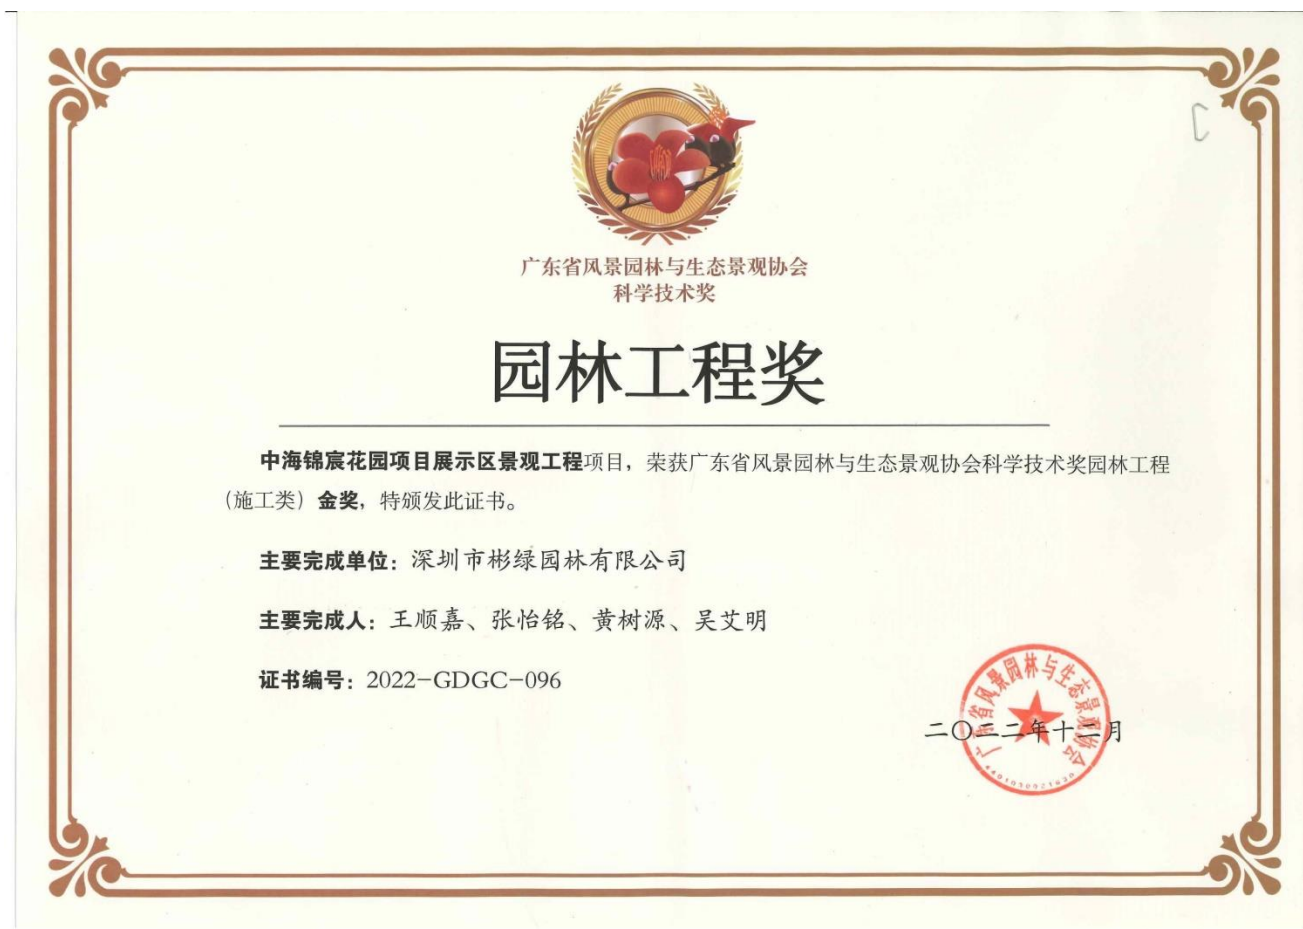 广东省风景园林与生态景观协会
科学技术奖
园林工程奖
中海锦宸花园项目展示区景观工程项目，荣获广东省风景园林与生态景观协会科学技术奖园林工程
（施工类）金奖，特颁发此证书。
主要完成单位：深圳市彬绿园林有限公司
主要完成人：王顺嘉、张怡铭、黄树源、吴艾明
证书编号：2022-GDGC-096
广东省风景园林与生态景观协会
二〇二二年十二月